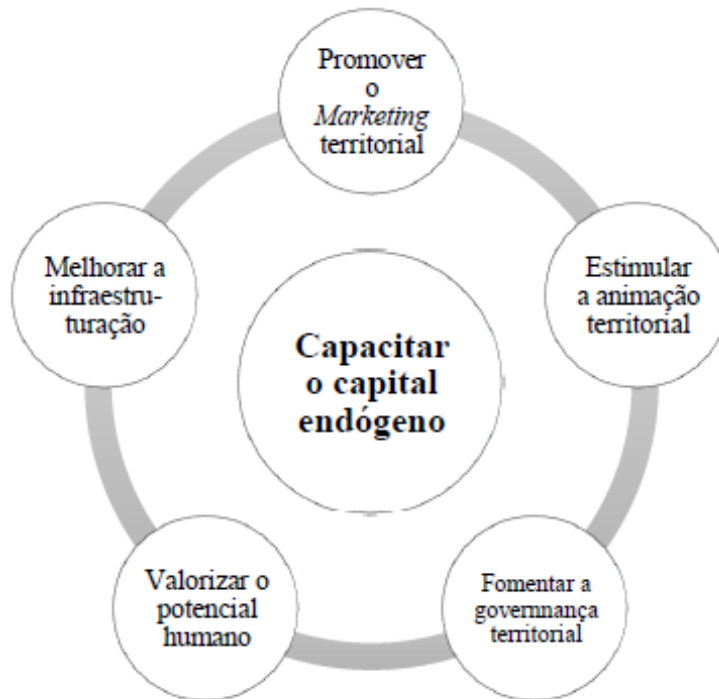 Promover
o
Marketing
territorial
Melhorar a
infraestru-
turação
Estimular
a animação
territorial
Capacitar
o capital
endógeno
Valorizar o
potencial
humano
Fomentar a
governnança
territorial